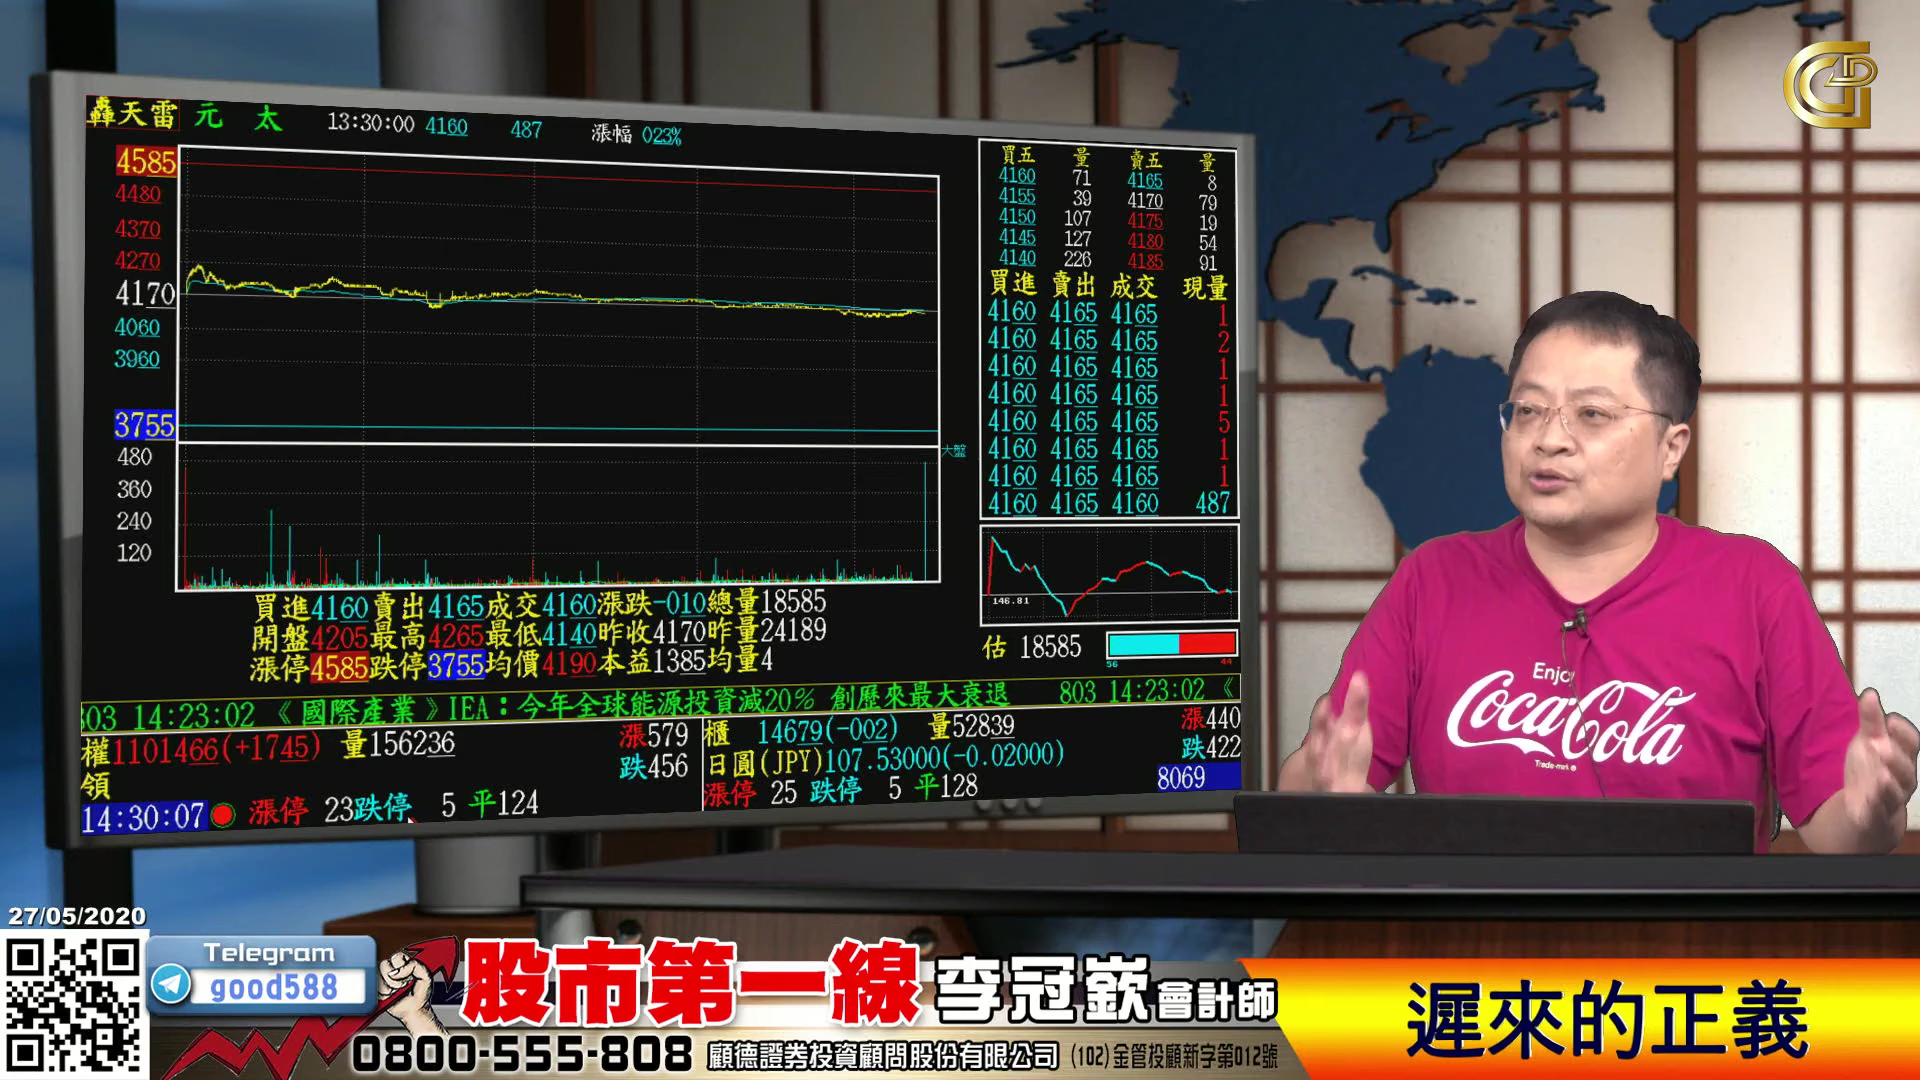 轟天雷 元 太 13:30:00 4160 487 漲幅 023%
4585
4480
4370
4270
4170
4060
3960
3755
480
360
240
120
大盤
買五 量 賣五 量
4160 71 4165 8
4155 39 4170 79
4150 107 4175 19
4145 127 4180 54
4140 226 4185 91
買進 賣出 成交 現量
4160 4165 4165 1
4160 4165 4165 2
4160 4165 4165 1
4160 4165 4165 1
4160 4165 4165 5
4160 4165 4165 1
4160 4165 4165 1
4160 4165 4160 487
146.81
估 18585
56 44
買進4160賣出4165成交4160漲跌-010總量18585
開盤4205最高4265最低4140昨收4170昨量24189
漲停4585跌停3755均價4190本益1385均量4
803 14:23:02 《國際產業》IEA：今年全球能源投資減20% 創歷來最大衰退 803 14:23:02 《
權1101466(+1745) 量156236 漲579
跌456
領
14:30:07 漲停 23跌停 5 平124
櫃 14679(-002) 量52839 漲440
日圓(JPY)107.53000(-0.02000) 跌422
漲停 25 跌停 5 平128 8069
Enjoy
Coca-Cola
Trade-mark ®
27/05/2020
Telegram
good588
股市第一線 李冠嶔 會計師
0800-555-808 顧德證券投資顧問股份有限公司 (102)金管投顧新字第012號
遲來的正義